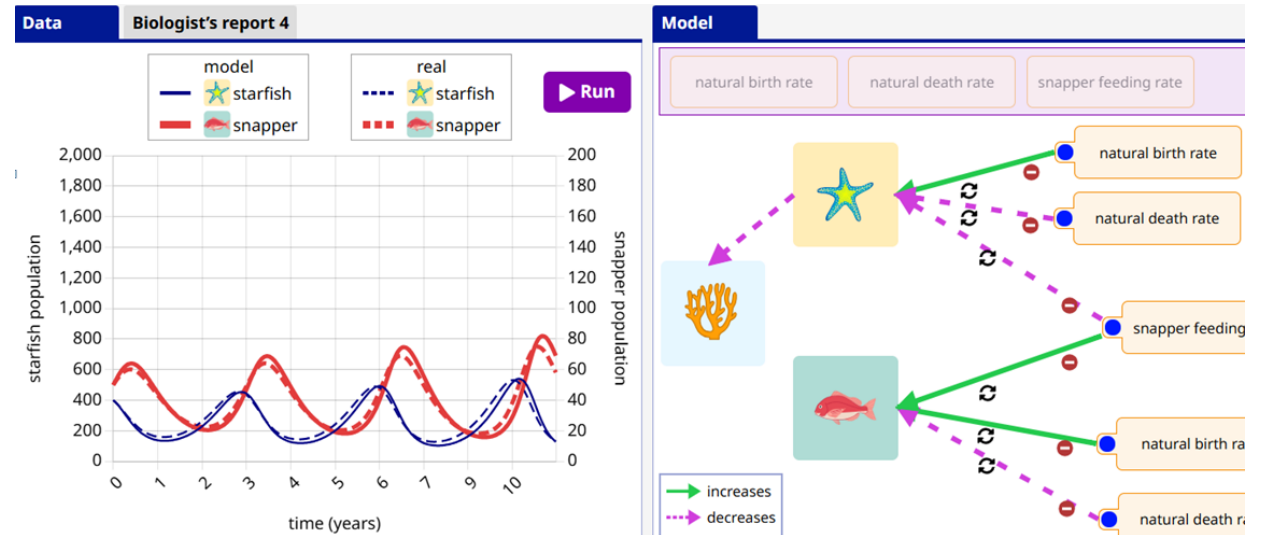 Data
Biologist’s report 4
Model
model
starfish
snapper
real
starfish
snapper
Run
natural birth rate
natural death rate
snapper feeding rate
2,000
1,800
1,600
1,400
1,200
1,000
800
600
400
200
0
starfish population
200
180
160
140
120
100
80
60
40
20
0
snapper population
0
1
2
3
4
5
6
7
8
9
10
time (years)
natural birth rate
natural death rate
snapper feeding
natural birth ra
natural death ra
increases
decreases